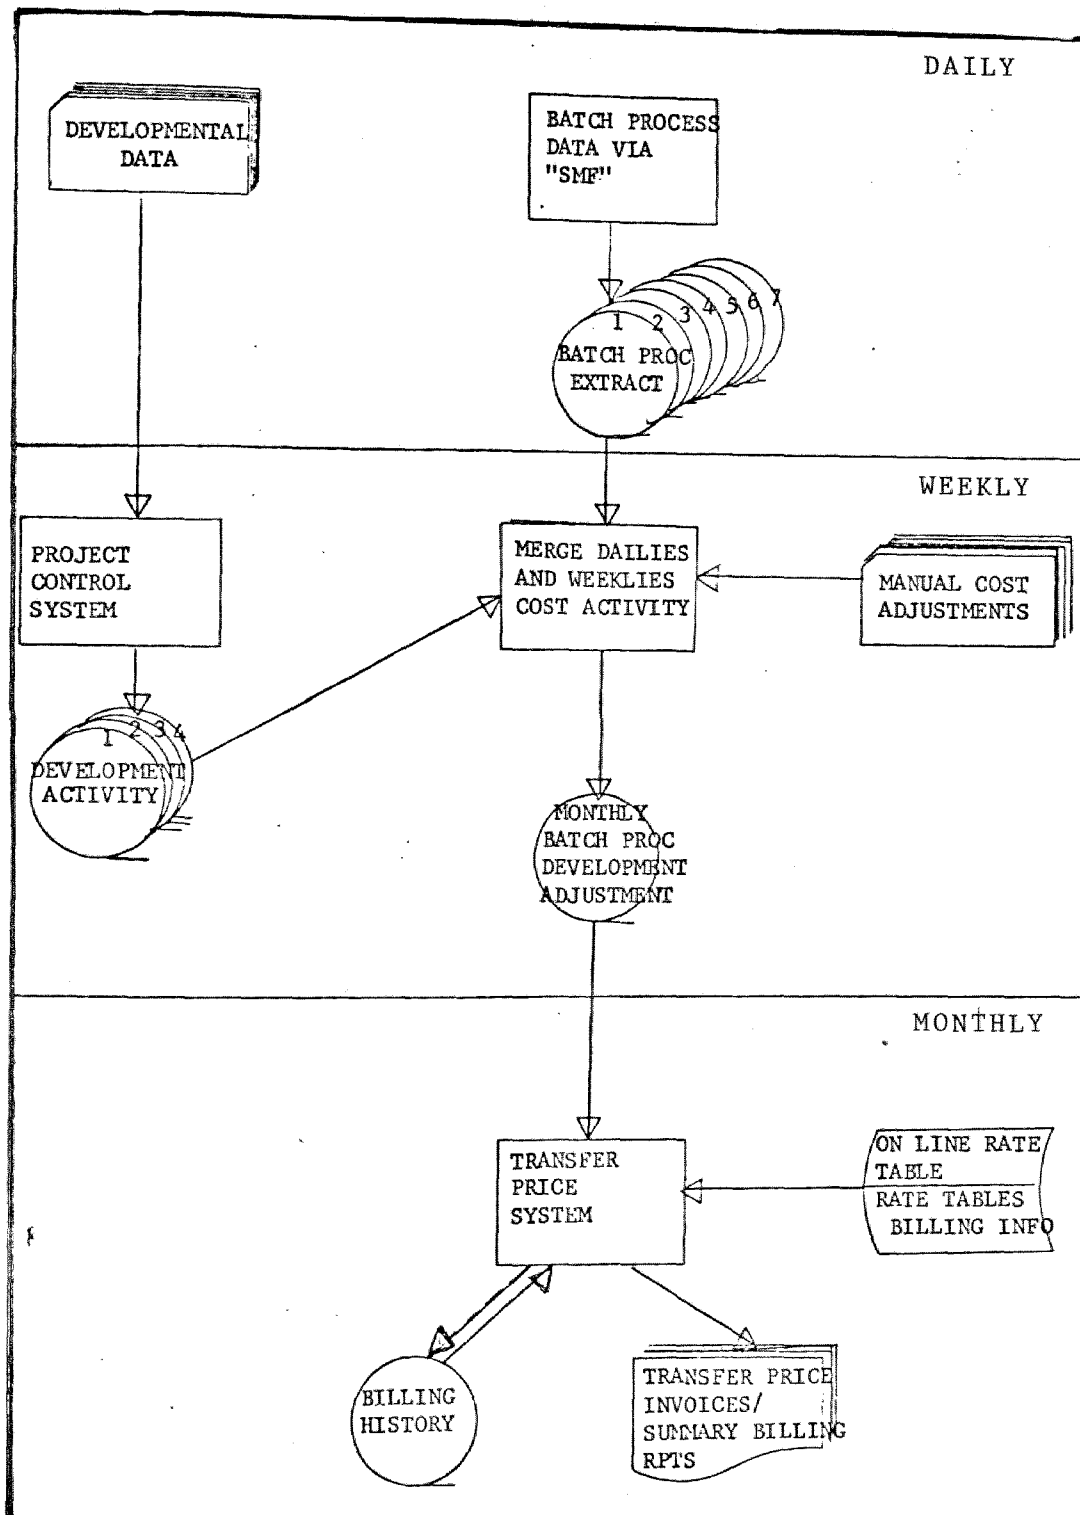 DAILY
DEVELOPMENTAL
DATA
BATCH PROCESS
DATA VIA
"SMF"
1 2 3 4 5 6 7
BATCH PROC
EXTRACT
WEEKLY
PROJECT
CONTROL
SYSTEM
MERGE DAILIES
AND WEEKLIES
COST ACTIVITY
MANUAL COST
ADJUSTMENTS
1 2 3 4
DEVELOPMENT
ACTIVITY
MONTHLY
BATCH PROC
DEVELOPMENT
ADJUSTMENT
MONTHLY
TRANSFER
PRICE
SYSTEM
ON LINE RATE
TABLE
RATE TABLES
BILLING INFO
BILLING
HISTORY
TRANSFER PRICE
INVOICES/
SUMMARY BILLING
RPTS